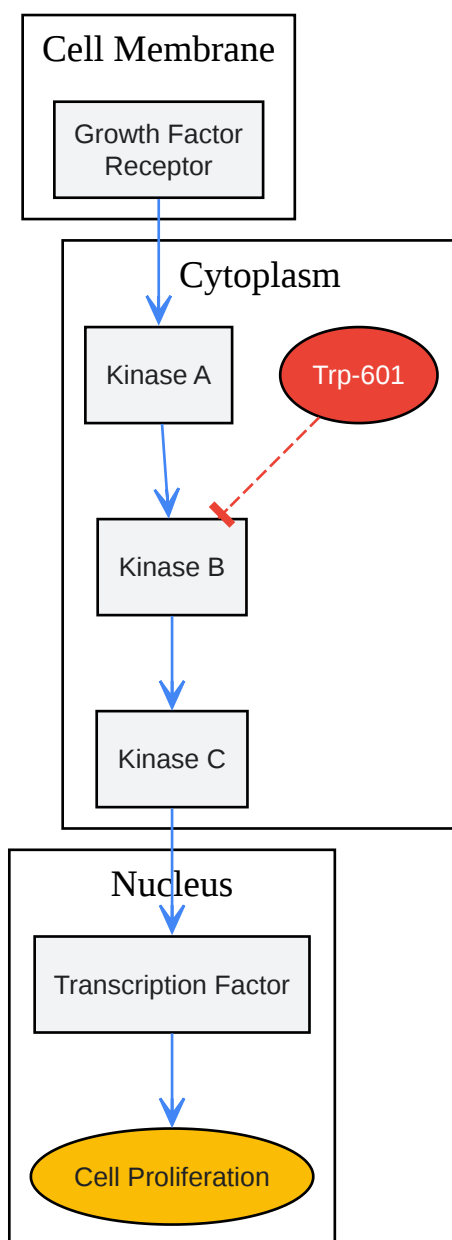 Cell Membrane
Growth Factor
Receptor
Cytoplasm
Kinase A
Trp-601
Kinase B
Kinase C
Nucleus
Transcription Factor
Cell Proliferation